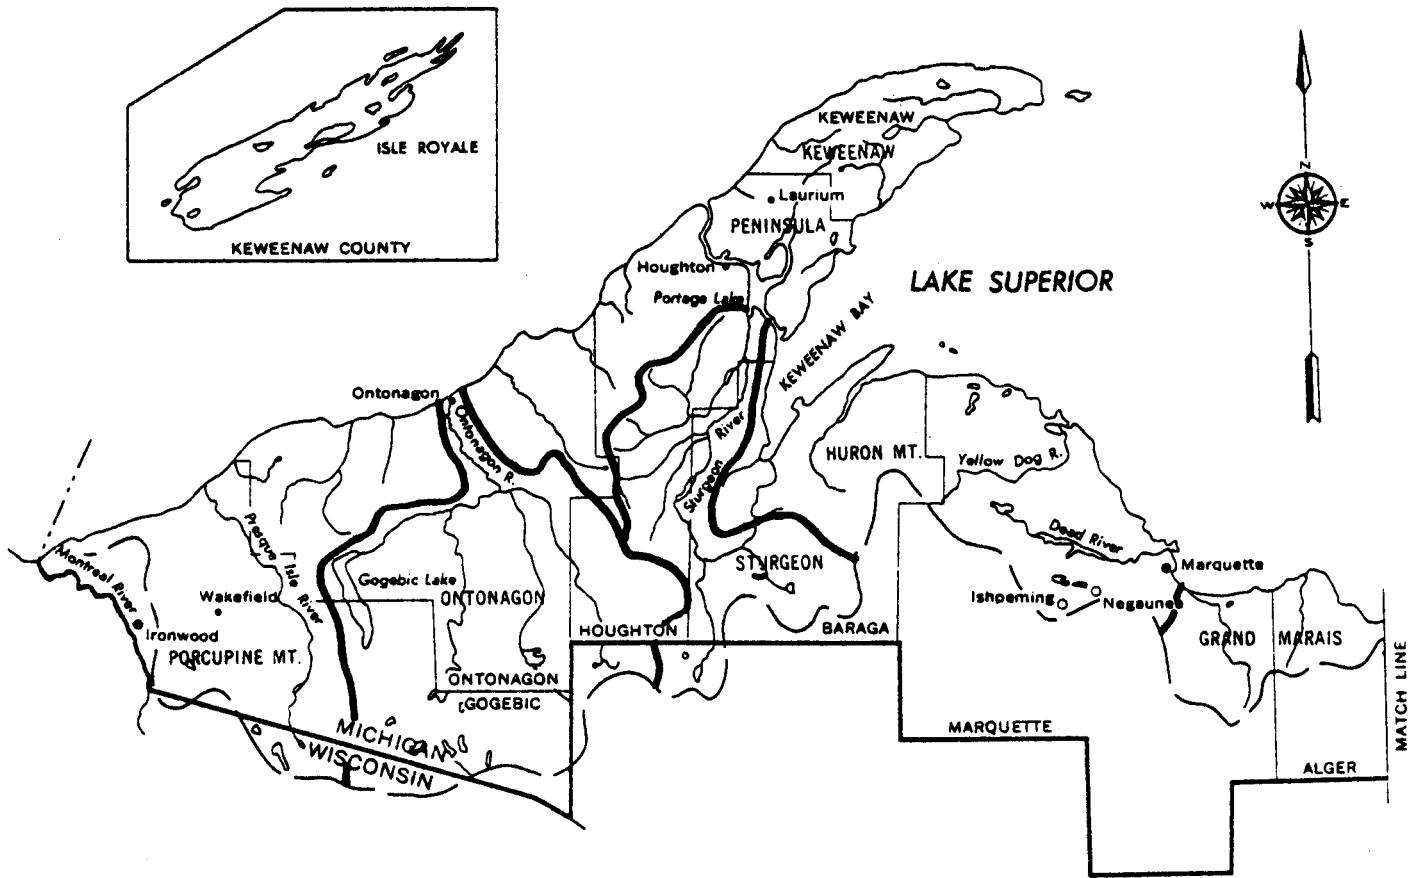 ISLE ROYALE
KEWEENAW COUNTY
KEWEENAW
KEWEENAW
Laurium
PENINSULA
Houghton
Portage Lake
LAKE SUPERIOR
KEWEENAW BAY
N
W
E
S
Ontonagon
Ontonagon R.
Sturgeon
River
HURON MT.
Yellow Dog R.
Dead River
Marquette
Ishpeming
Negaunee
GRAND MARAIS
Montreal River
Presque Isle River
Gogebic Lake
ONTONAGON
STURGEON
Wakefield
Ironwood
PORCUPINE MT.
HOUGHTON
BARAGA
ONTONAGON
GOGEBIC
MICHIGAN
WISCONSIN
MARQUETTE
ALGER
MATCH LINE